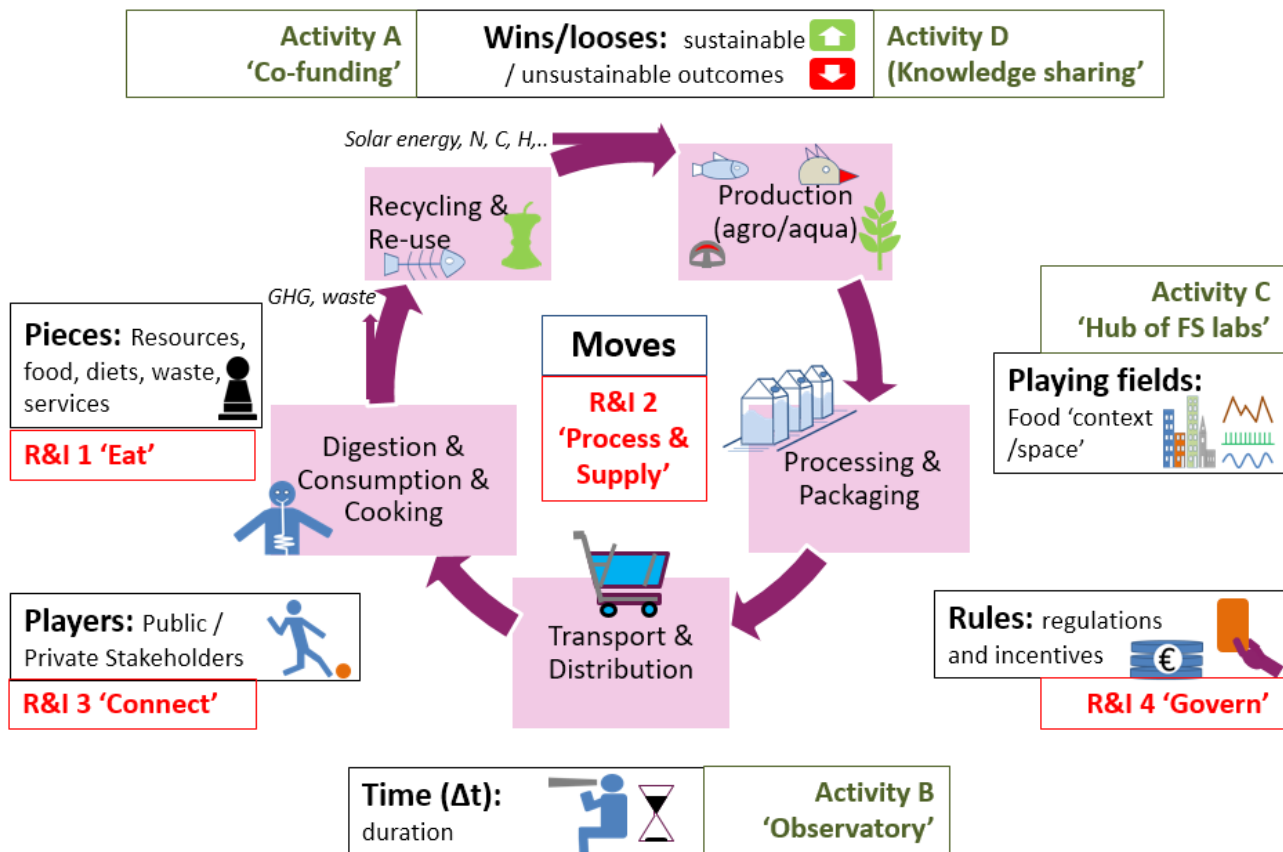 Activity A
‘Co-funding’
Wins/looses: sustainable
/ unsustainable outcomes
Activity D
(Knowledge sharing’
Solar energy, N, C, H,..
Recycling &
Re-use
Production
(agro/aqua)
GHG, waste
Activity C
‘Hub of FS labs’
Pieces: Resources,
food, diets, waste,
services
R&I 1 ‘Eat’
Moves
R&I 2
‘Process &
Supply’
Playing fields:
Food ‘context
/space’
Digestion &
Consumption &
Cooking
Processing &
Packaging
Players: Public /
Private Stakeholders
R&I 3 ‘Connect’
Transport &
Distribution
Rules: regulations
and incentives
€
R&I 4 ‘Govern’
Time (Δt):
duration
Activity B
‘Observatory’